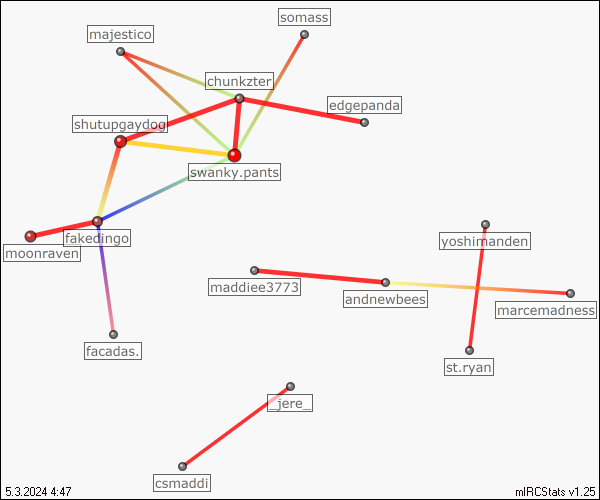 somass
majestico
chunkzter
edgepanda
shutupgaydog
swanky.pants
fakedingo
moonraven
yoshimanden
maddiee3773
andnewbees
marcemadness
facadas.
st.ryan
_jere_
csmaddi
5.3.2024 4:47
mIRCStats v1.25